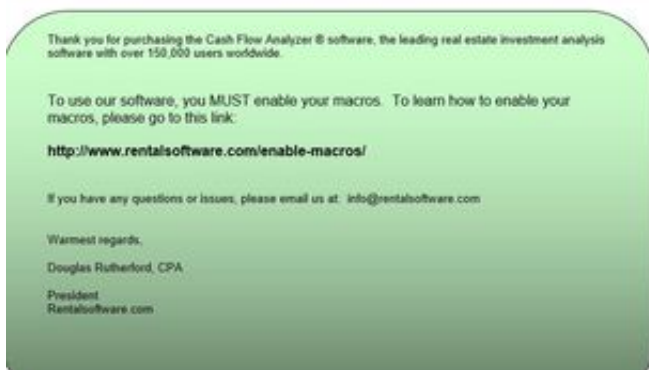 Thank you for purchasing the Cash Flow Analyzer ® software, the leading real estate investment analysis
software with over 150,000 users worldwide.
To use our software, you MUST enable your macros. To learn how to enable your
macros, please go to this link:
http://www.rentalsoftware.com/enable-macros/
If you have any questions or issues, please email us at: info@rentalsoftware.com
Warmest regards,
Douglas Rutherford, CPA
President
Rentalsoftware.com